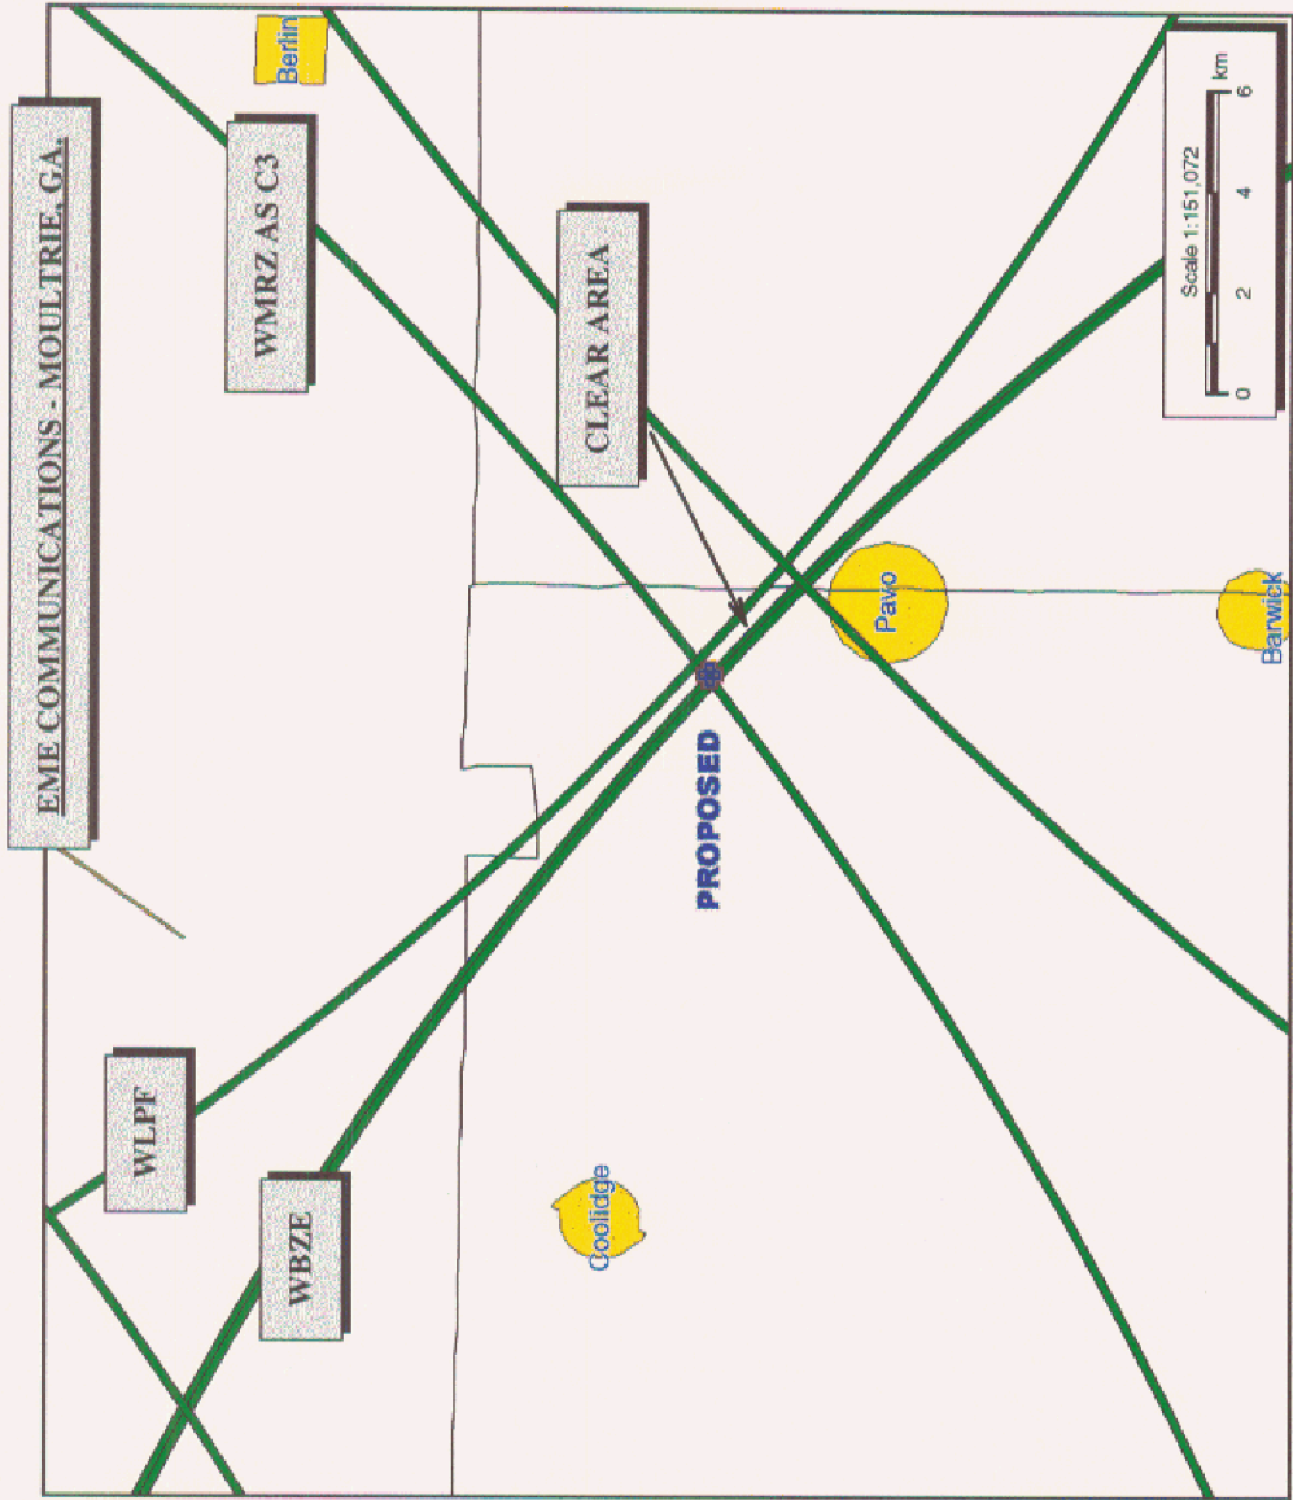 EME COMMUNICATIONS - MOULTRIE, GA.
Berlin
WMRZ AS C3
CLEAR AREA
WLPF
WBZE
Coolidge
PROPOSED
Pavo
Barwick
Scale 1:151,072
0 2 4 6
km